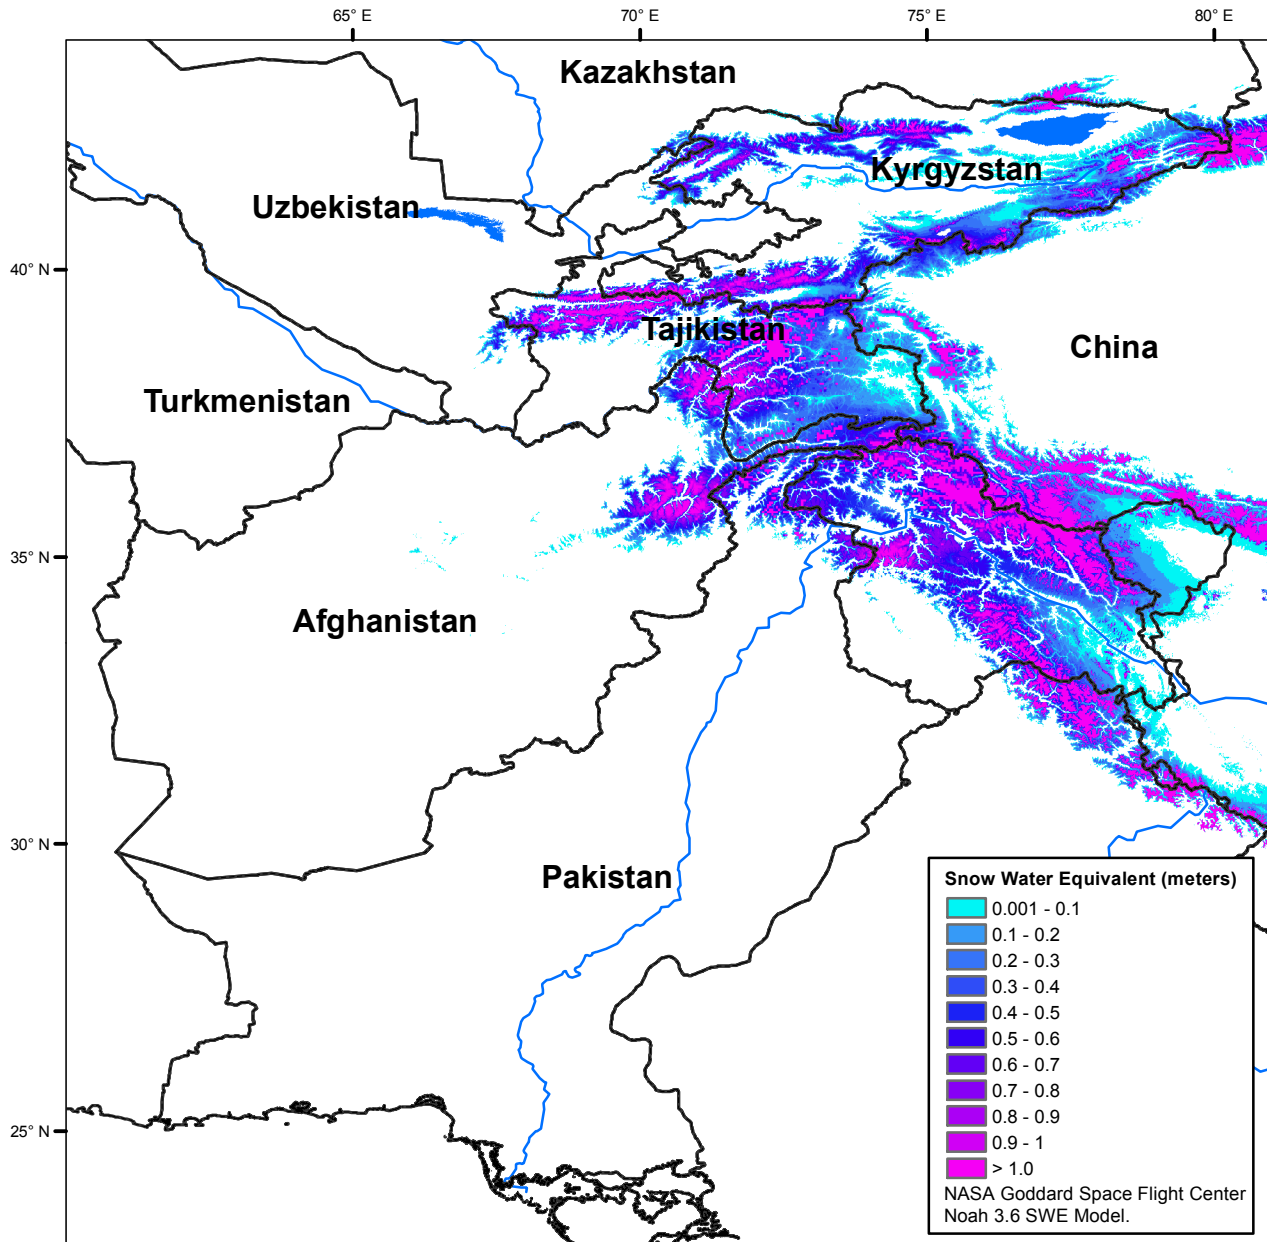 65° E
70° E
75° E
80° E
Kazakhstan
Kyrgyzstan
Uzbekistan
40° N
Tajikistan
China
Turkmenistan
35° N
Afghanistan
30° N
Pakistan
25° N
Snow Water Equivalent (meters)
0.001 - 0.1
0.1 - 0.2
0.2 - 0.3
0.3 - 0.4
0.4 - 0.5
0.5 - 0.6
0.6 - 0.7
0.7 - 0.8
0.8 - 0.9
0.9 - 1
> 1.0
NASA Goddard Space Flight Center
Noah 3.6 SWE Model.